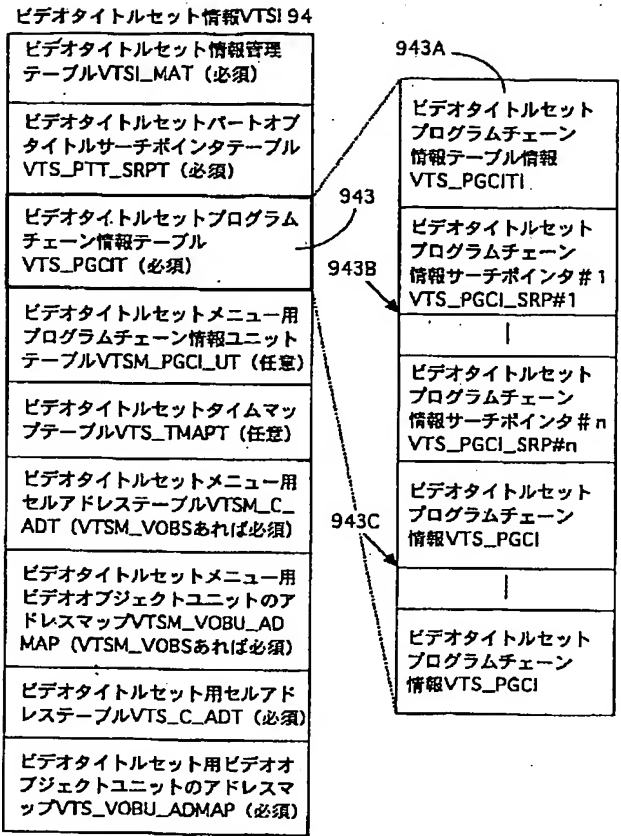 ビデオタイトルセット情報VTSI 94
ビデオタイトルセット情報管理
テーブルVTSI_MAT（必須）
ビデオタイトルセットパートオブ
タイトルサーチポインタテーブル
VTS_PTT_SRPT（必須）
ビデオタイトルセットプログラム
チェーン情報テーブル
VTS_PGCIT（必須）
ビデオタイトルセットメニュー用
プログラムチェーン情報ユニット
テーブルVTSM_PGCI_UT（任意）
ビデオタイトルセットタイムマッ
プテーブルVTS_TMAPT（任意）
ビデオタイトルセットメニュー用
セルアドレステーブルVTSM_C_
ADT（VTSM_VOBSあれば必須）
ビデオタイトルセットメニュー用
ビデオオブジェクトユニットのア
ドレスマップVTSM_VOBU_AD
MAP（VTSM_VOBSあれば必須）
ビデオタイトルセット用セルアド
レステーブルVTS_C_ADT（必須）
ビデオタイトルセット用ビデオオ
ブジェクトユニットのアドレスマ
ップVTS_VOBU_ADMAP（必須）
943
943A
ビデオタイトルセット
プログラムチェーン
情報テーブル情報
VTS_PGCITI
ビデオタイトルセット
プログラムチェーン
情報サーチポインタ＃1
VTS_PGCI_SRP#1
943B
ビデオタイトルセット
プログラムチェーン
情報サーチポインタ＃n
VTS_PGCI_SRP#n
ビデオタイトルセット
プログラムチェーン
情報VTS_PGCI
943C
ビデオタイトルセット
プログラムチェーン
情報VTS_PGCI